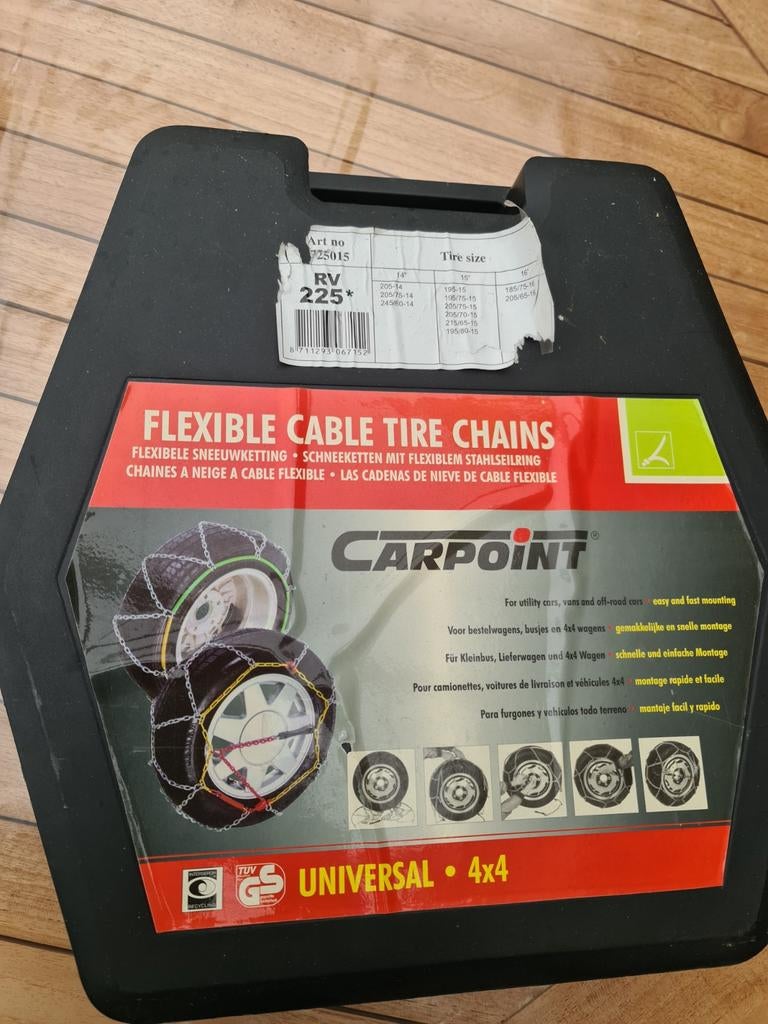 Art no
725015
Tire size
RV
225*
14"
15"
16"
205-14
205/75-14
245/60-14
195-15
195/75-15
205/75-15
205/70-15
215/65-15
195/80-15
185/75-16
205/65-16
8 711293 067152
FLEXIBLE CABLE TIRE CHAINS
FLEXIBELE SNEEUWKETTING • SCHNEEKETTEN MIT FLEXIBLEM STAHLSEILRING
CHAINES A NEIGE A CABLE FLEXIBLE • LAS CADENAS DE NIEVE DE CABLE FLEXIBLE
CARPOINT®
For utility cars, vans and off-road cars • easy and fast mounting
Voor bestelwagens, busjes en 4x4 wagens • gemakkelijke en snelle montage
Für Kleinbus, Lieferwagen und 4x4 Wagen • schnelle und einfache Montage
Pour camionettes, voitures de livraison et véhicules 4x4 • montage rapide et facile
Para furgones y vehiculos todo terreno • montaje facil y rapido
INTERSEROH
RECYCLING
TUV
GS
UNIVERSAL • 4x4